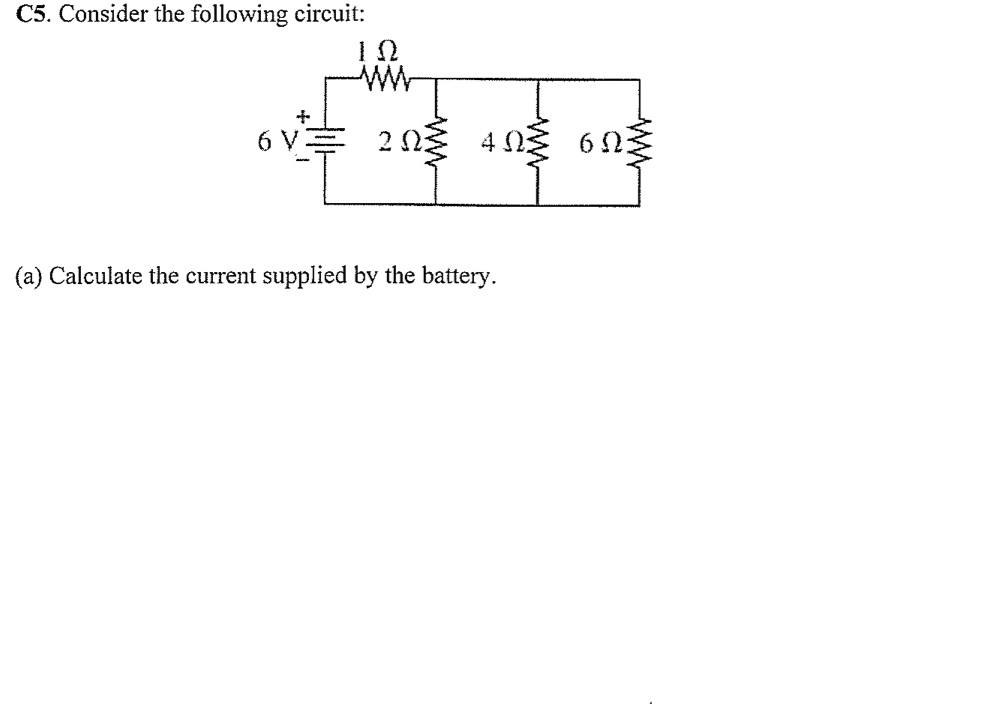 C5. Consider the following circuit:
1 Ω
+
6 V
−
2 Ω
4 Ω
6 Ω
(a) Calculate the current supplied by the battery.